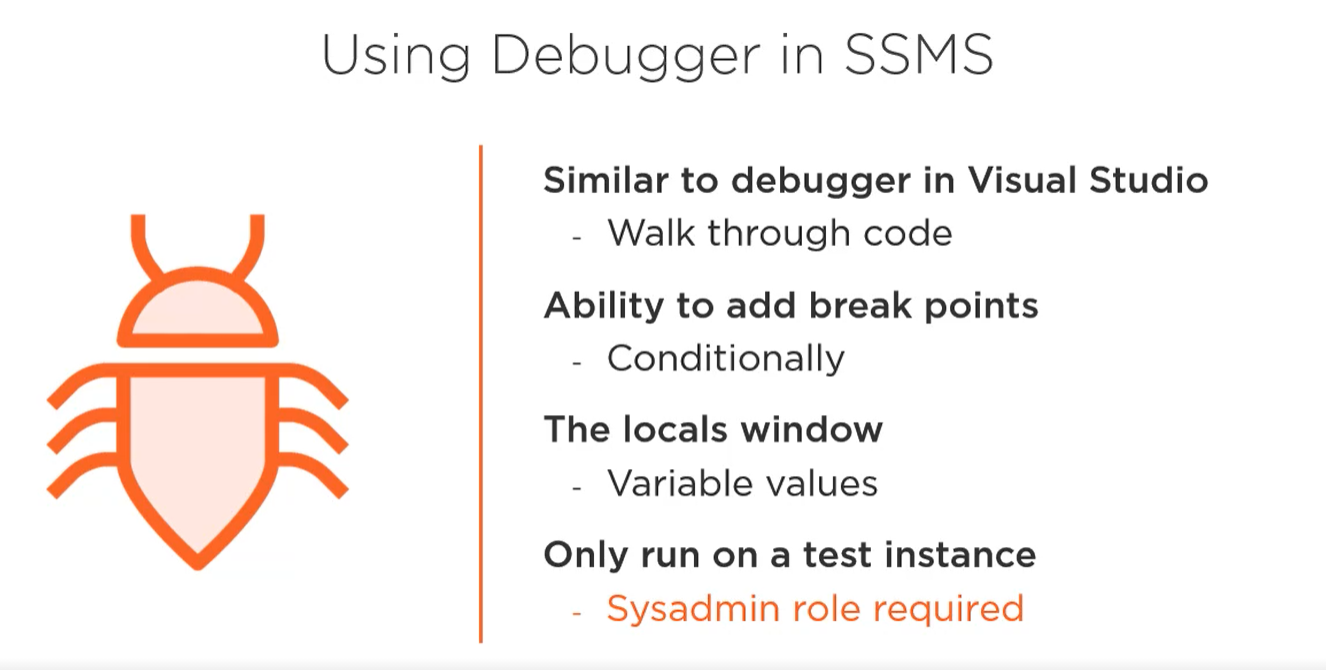 Using Debugger in SSMS
Similar to debugger in Visual Studio
- Walk through code
Ability to add break points
- Conditionally
The locals window
- Variable values
Only run on a test instance
- Sysadmin role required